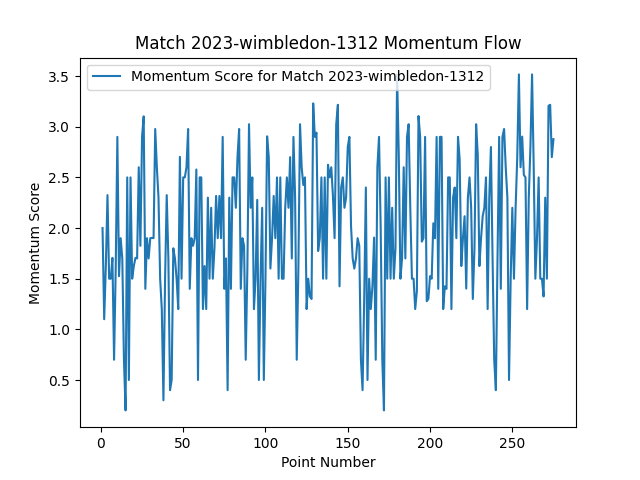 Match 2023-wimbledon-1312 Momentum Flow
Momentum Score for Match 2023-wimbledon-1312
3.5
3.0
2.5
2.0
1.5
1.0
0.5
Momentum Score
0 50 100 150 200 250
Point Number